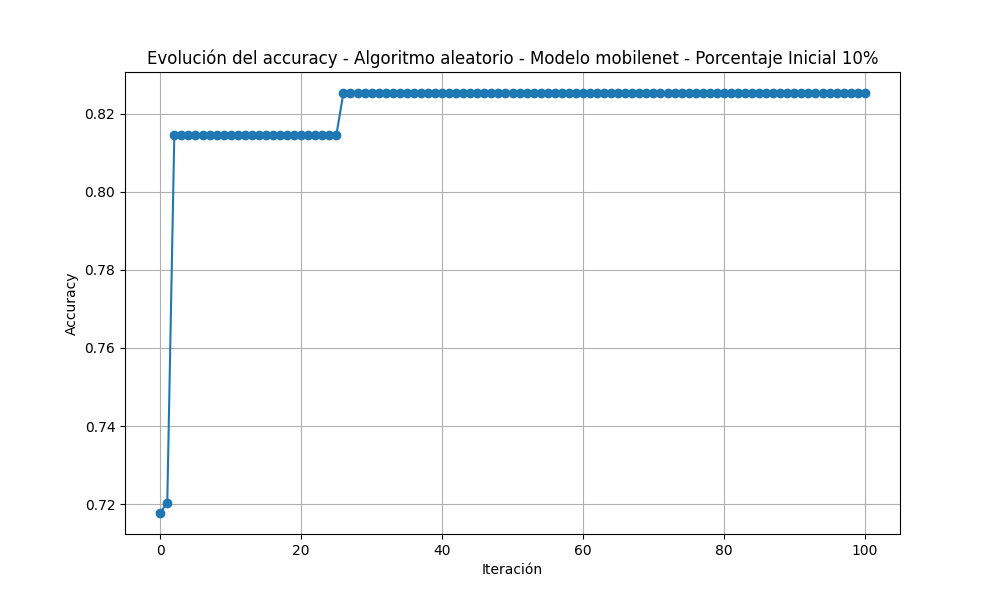 Evolución del accuracy - Algoritmo aleatorio - Modelo mobilenet - Porcentaje Inicial 10%
0.82
0.80
0.78
0.76
0.74
0.72
Accuracy
0 20 40 60 80 100
Iteración